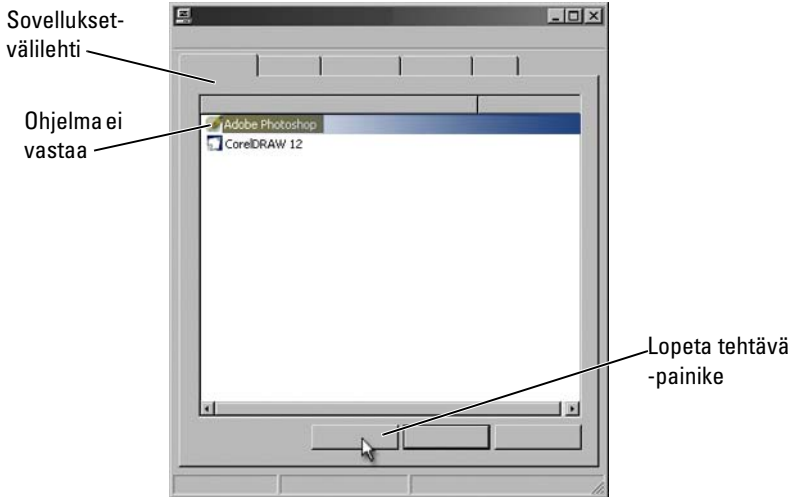 Sovellukset-
välilehti
Ohjelma ei
vastaa
Adobe Photoshop
CorelDRAW 12
Lopeta tehtävä
-painike